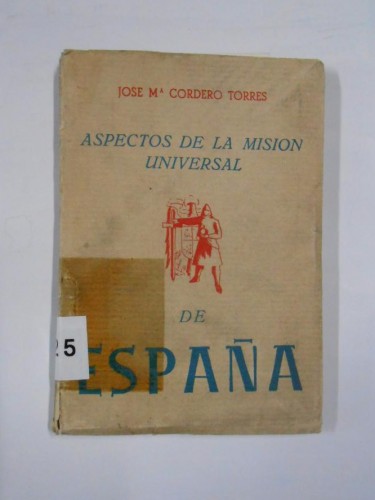 JOSE Mª CORDERO TORRES
ASPECTOS DE LA MISION
UNIVERSAL
DE
ESPAÑA
25